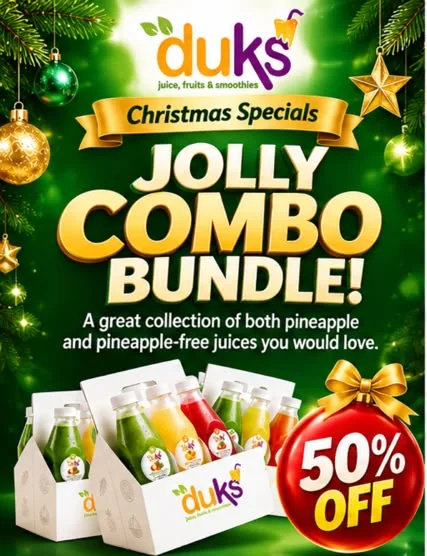 duks
juice, fruits & smoothies
Christmas Specials
JOLLY
COMBO
BUNDLE!
A great collection of both pineapple
and pineapple-free juices you would love.
50%
OFF
duks
juice, fruits & smoothies